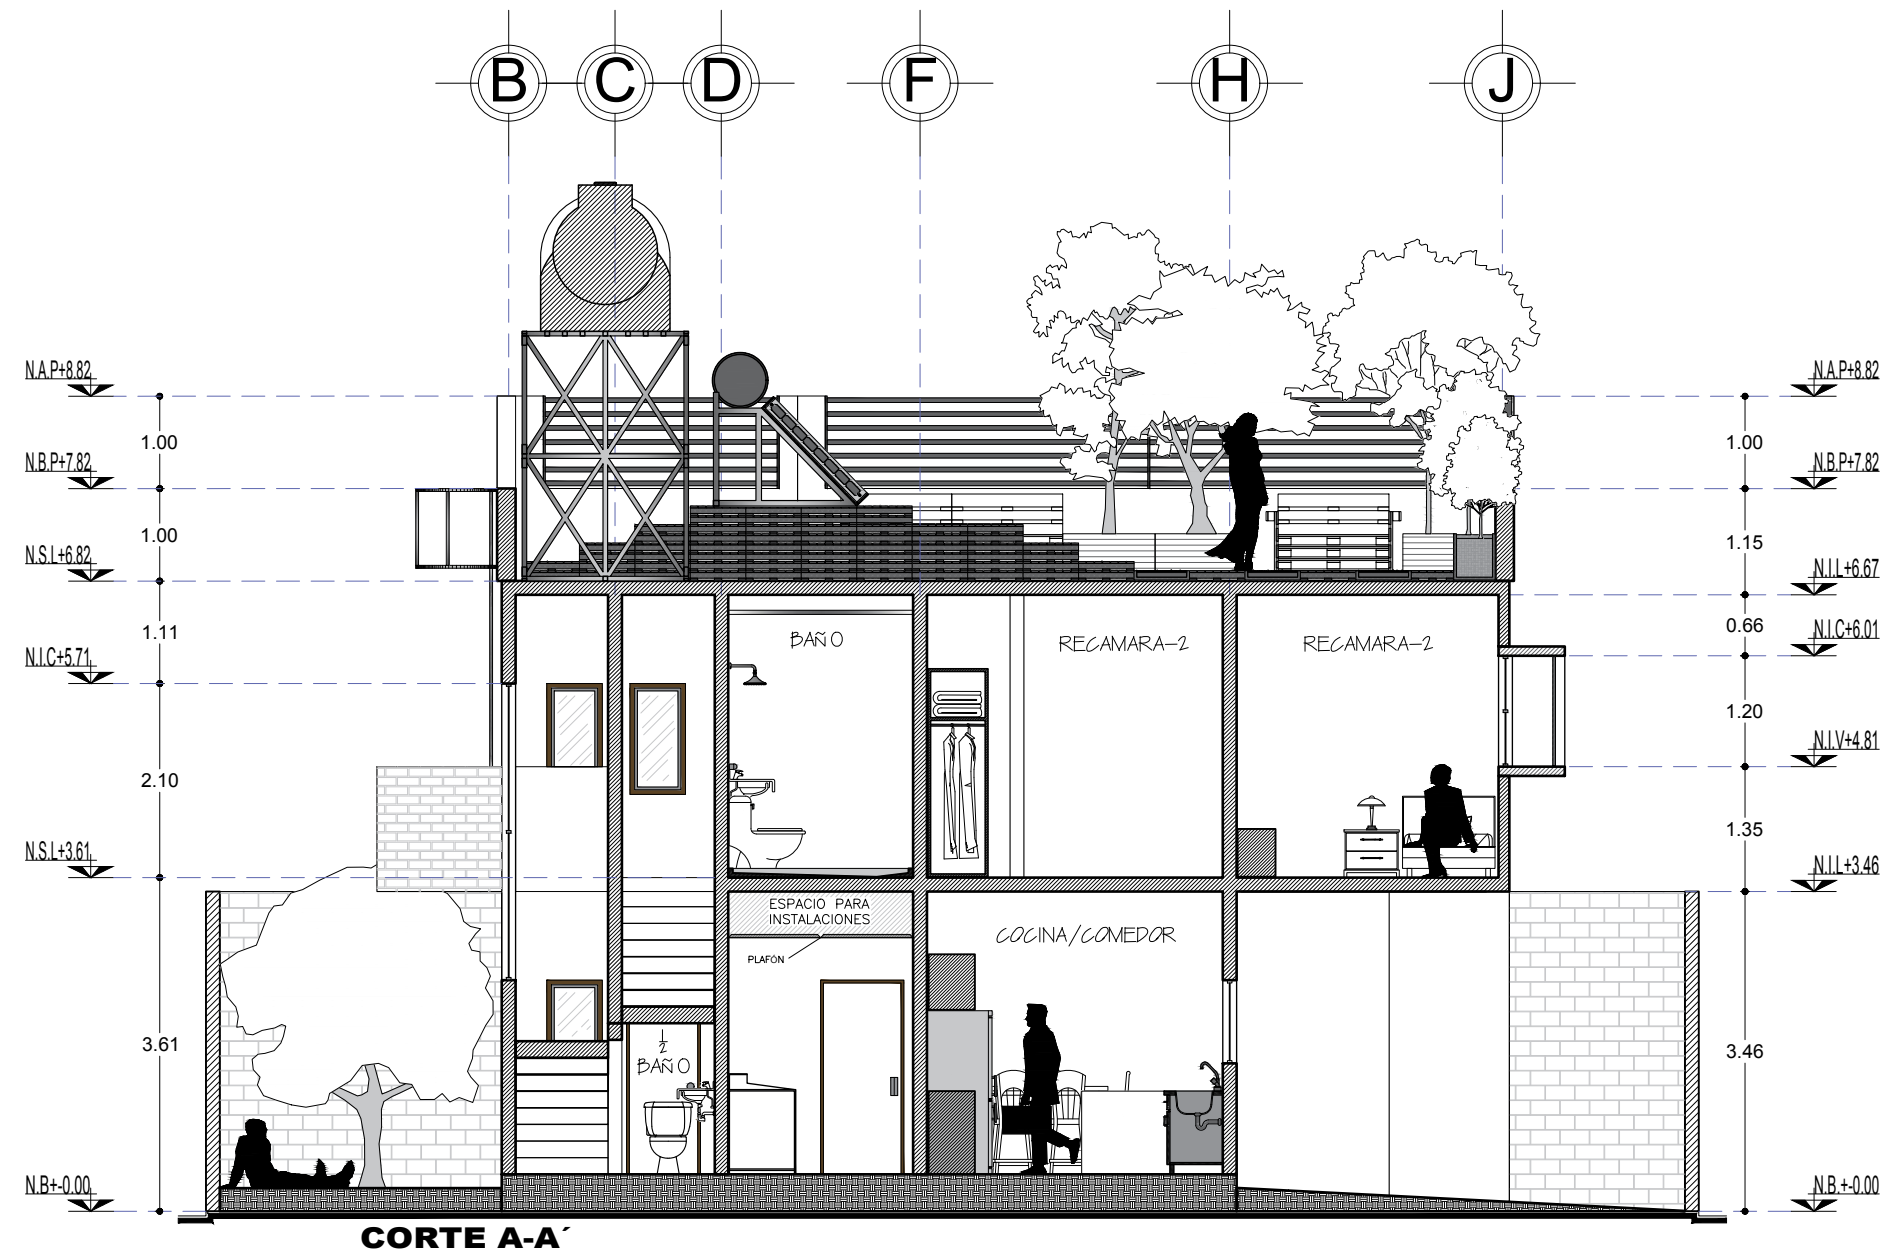 B C D F H J
N.A.P+8.82
N.A.P+8.82
1.00
1.00
N.B.P+7.82
N.B.P+7.82
1.00
1.15
N.S.L+6.82
N.I.L+6.67
1.11
BAÑO
RECAMARA-2
RECAMARA-2
0.66
N.I.C+6.01
N.I.C+5.71
1.20
N.I.V+4.81
2.10
1.35
N.S.L+3.61
N.I.L+3.46
ESPACIO PARA
INSTALACIONES
COCINA/COMEDOR
PLAFÓN
3.61
1
2
BAÑO
3.46
N.B+-0.00
N.B.+-0.00
CORTE A-A´